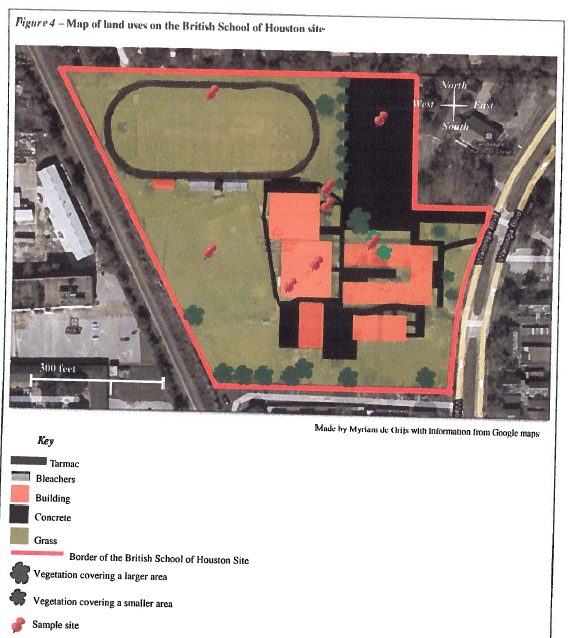 Figure 4 – Map of land uses on the British School of Houston site
North
West East
South
300 feet
Made by Myriam de Grijs with information from Google maps
Key
Tarmac
Bleachers
Building
Concrete
Grass
Border of the British School of Houston Site
Vegetation covering a larger area
Vegetation covering a smaller area
Sample site